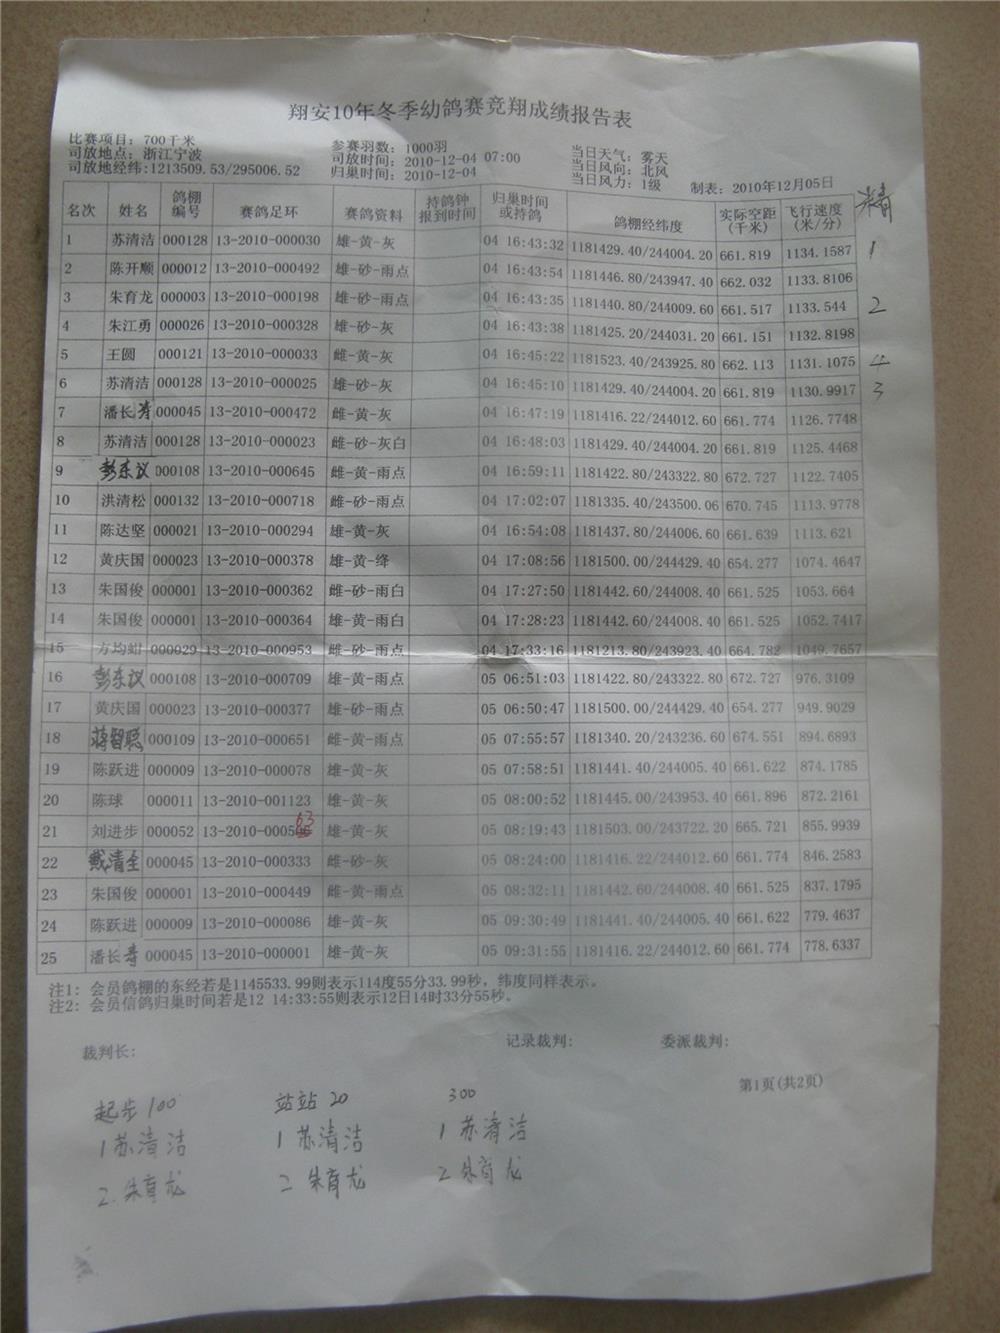 翔安10年冬季幼鸽赛竞翔成绩报告表
比赛项目: 700千米 参赛羽数: 1000羽 当日天气: 雾天
司放地点: 浙江宁波 司放时间: 2010-12-04 07:00 当日风向: 北风
司放地经纬:1213509.53/295006.52 归巢时间: 2010-12-04 当日风力: 1级 制表: 2010年12月05日
名次 姓名 鸽棚编号 赛鸽足环 赛鸽资料 持鸽钟报到时间 归巢时间或持鸽 鸽棚经纬度 实际空距(千米) 飞行速度(米/分)
1 苏清洁 000128 13-2010-000030 雄-黄-灰 04 16:43:32 1181429.40/244004.20 661.819 1134.1587 1
2 陈开顺 000012 13-2010-000492 雄-砂-雨点 04 16:43:54 1181446.80/243947.40 662.032 1133.8106
3 朱育龙 000003 13-2010-000198 雄-砂-雨点 04 16:43:35 1181440.80/244009.60 661.517 1133.544 2
4 朱江勇 000026 13-2010-000328 雄-砂-灰 04 16:43:38 1181425.20/244031.20 661.151 1132.8198
5 王圆 000121 13-2010-000033 雌-黄-灰 04 16:45:22 1181523.40/243925.80 662.113 1131.1075 4
6 苏清洁 000128 13-2010-000025 雄-砂-灰 04 16:45:10 1181429.40/244004.20 661.819 1130.9917 3
7 潘长寿 000045 13-2010-000472 雌-黄-灰 04 16:47:19 1181416.22/244012.60 661.774 1126.7748
8 苏清洁 000128 13-2010-000023 雌-砂-灰白 04 16:48:03 1181429.40/244004.20 661.819 1125.4468
9 彭东议 000108 13-2010-000645 雌-黄-雨点 04 16:59:11 1181422.80/243322.80 672.727 1122.7405
10 洪清松 000132 13-2010-000718 雌-砂-雨点 04 17:02:07 1181335.40/243500.06 670.745 1113.9778
11 陈达坚 000021 13-2010-000294 雄-黄-灰 04 16:54:08 1181437.80/244006.60 661.639 1113.621
12 黄庆国 000023 13-2010-000378 雄-黄-绛 04 17:08:56 1181500.00/244429.40 654.277 1074.4647
13 朱国俊 000001 13-2010-000362 雌-砂-雨白 04 17:27:50 1181442.60/244008.40 661.525 1053.664
14 朱国俊 000001 13-2010-000364 雄-黄-雨白 04 17:28:23 1181442.60/244008.40 661.525 1052.7417
15 方均 000029 13-2010-000953 雄-砂-雨点 04 17:33:16 1181213.80/243923.40 664.782 1049.7657
16 彭东议 000108 13-2010-000709 雄-黄-雨点 05 06:51:03 1181422.80/243322.80 672.727 976.3109
17 黄庆国 000023 13-2010-000377 雄-砂-雨点 05 06:50:47 1181500.00/244429.40 654.277 949.9029
18 蒋智聪 000109 13-2010-000651 雌-黄-雨点 05 07:55:57 1181340.20/243236.60 674.551 894.6893
19 陈跃进 000009 13-2010-000078 雄-黄-灰 05 07:58:51 1181441.40/244005.40 661.622 874.1785
20 陈球 000011 13-2010-001123 雄-黄-灰 05 08:00:52 1181445.00/243953.40 661.896 872.2161
21 刘进步 000052 13-2010-0005 63 雄-黄-灰 05 08:19:43 1181503.00/243722.20 665.721 855.9939
22 戴清全 000045 13-2010-000333 雌-砂-灰 05 08:24:00 1181416.22/244012.60 661.774 846.2583
23 朱国俊 000001 13-2010-000449 雌-黄-雨点 05 08:32:11 1181442.60/244008.40 661.525 837.1795
24 陈跃进 000009 13-2010-000086 雄-黄-灰 05 09:30:49 1181441.40/244005.40 661.622 779.4637
25 潘长寿 000045 13-2010-000001 雄-黄-灰 05 09:31:55 1181416.22/244012.60 661.774 778.6337
注1: 会员鸽棚的东经若是1145533.99则表示114度55分33.99秒，纬度同样表示。
注2: 会员信鸽归巢时间若是12 14:33:55则表示12日14时33分55秒。
裁判长: 记录裁判: 委派裁判:
第1页(共2页)
起步100 站站20 300
1 苏清洁 1 苏清洁 1 苏清洁
2. 朱育龙 2 朱育龙 2 朱育龙